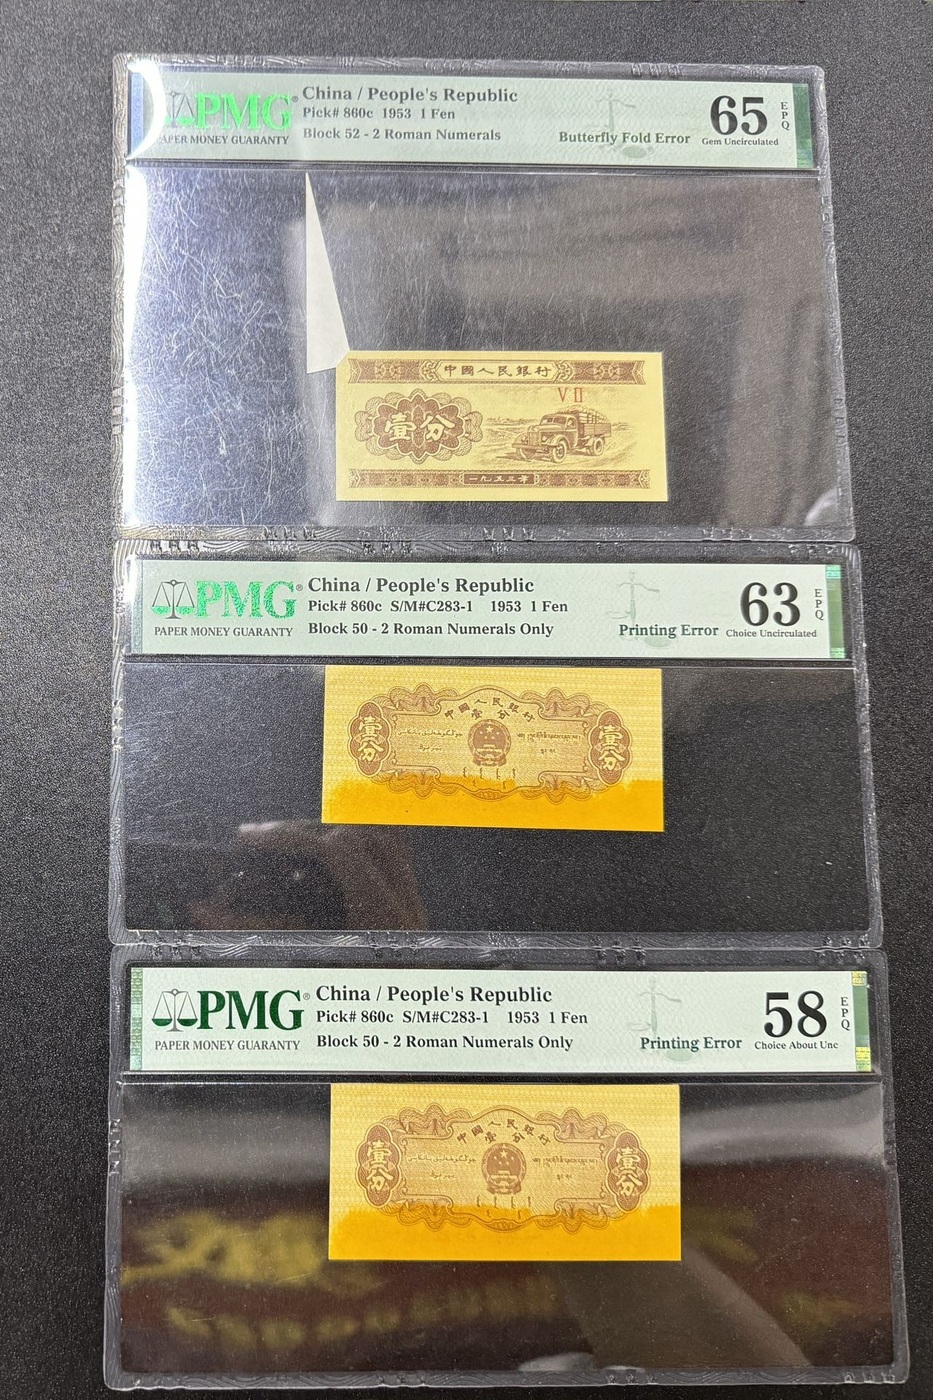 PMG®
PAPER MONEY GUARANTY
China / People's Republic
Pick# 860c 1953 1 Fen
Block 52 - 2 Roman Numerals
Butterfly Fold Error
65
Gem Uncirculated
EPQ
中國人民銀行
V II
壹分
一九五三年
PMG®
PAPER MONEY GUARANTY
China / People's Republic
Pick# 860c S/M#C283-1 1953 1 Fen
Block 50 - 2 Roman Numerals Only
Printing Error
63
Choice Uncirculated
EPQ
中國人民銀行
壹分
壹分
壹分
PMG®
PAPER MONEY GUARANTY
China / People's Republic
Pick# 860c S/M#C283-1 1953 1 Fen
Block 50 - 2 Roman Numerals Only
Printing Error
58
Choice About Unc
EPQ
中國人民銀行
壹分
壹分
壹分